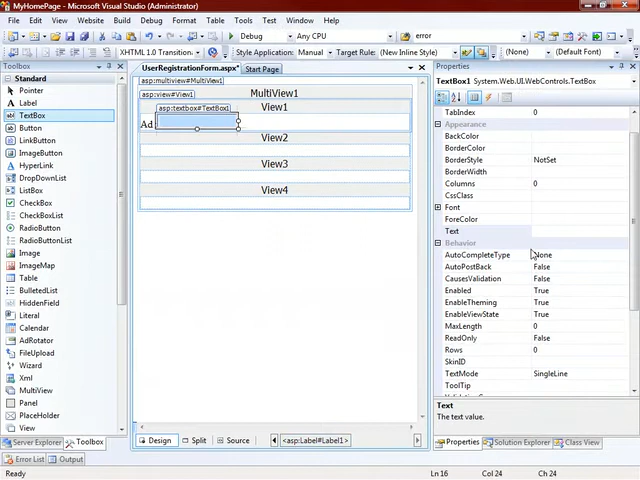 MyHomePage - Microsoft Visual Studio (Administrator)
File Edit View Website Build Debug Format Table Tools Test Window Help
Debug Any CPU error
XHTML 1.0 Transition Style Application: Manual Target Rule: (New Inline Style) (None) (Default Font)
Toolbox
Standard
Pointer
Label
TextBox
Button
LinkButton
ImageButton
HyperLink
DropDownList
ListBox
CheckBox
CheckBoxList
RadioButton
RadioButtonList
Image
ImageMap
Table
BulletedList
HiddenField
Literal
Calendar
AdRotator
FileUpload
Wizard
Xml
MultiView
Panel
PlaceHolder
View
Server Explorer Toolbox
Error List Output
UserRegistrationForm.aspx* Start Page
asp:multiview#MultiView1
MultiView1
asp:view#View1
View1
asp:textbox#TextBox1
Ad:
View2
View3
View4
Design Split Source <asp:Label#Label1>
Properties
TextBox1 System.Web.UI.WebControls.TextBox
TabIndex 0
Appearance
BackColor
BorderColor
BorderStyle NotSet
BorderWidth
Columns 0
CssClass
Font
ForeColor
Text
Behavior
AutoCompleteType None
AutoPostBack False
CausesValidation False
Enabled True
EnableTheming True
EnableViewState True
MaxLength 0
ReadOnly False
Rows 0
SkinID
TextMode SingleLine
ToolTip
Text
The text value.
Properties Solution Explorer Class View
Ln 16 Col 24 Ch 24